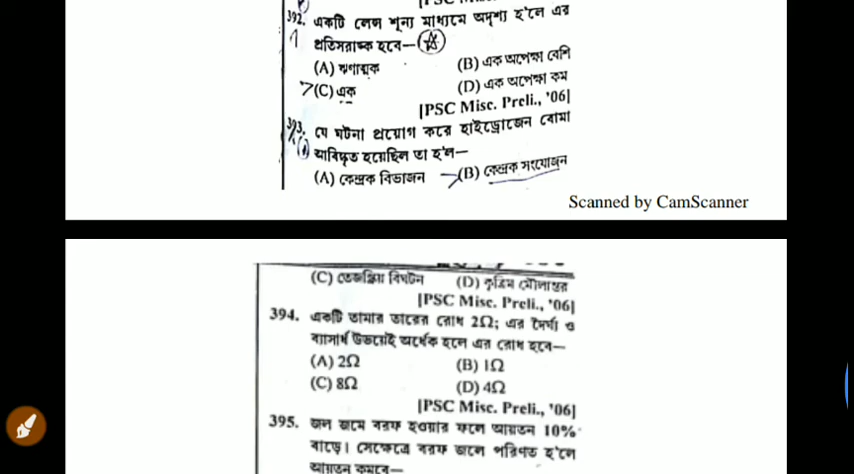 [PSC Misc.
392. একটি লেন্স শূন্য মাধ্যমে অদৃশ্য হ'লে এর
প্রতিসরাঙ্ক হবে—
(A) ঋণাত্মক (B) এক অপেক্ষা বেশি
(C) এক (D) এক অপেক্ষা কম
[PSC Misc. Preli., '06]
393. যে ঘটনা প্রয়োগ করে হাইড্রোজেন বোমা
আবিষ্কৃত হয়েছিল তা হ'ল—
(A) কেন্দ্রক বিভাজন (B) কেন্দ্রক সংযোজন
Scanned by CamScanner
(C) তেজস্ক্রিয় বিঘটন (D) কৃত্রিম মৌলান্তর
[PSC Misc. Preli., '06]
394. একটি তামার তারের রোধ 2Ω; এর দৈর্ঘ্য ও
ব্যাসার্ধ উভয়েই অর্ধেক হলে এর রোধ হবে—
(A) 2Ω (B) 1Ω
(C) 8Ω (D) 4Ω
[PSC Misc. Preli., '06]
395. জল জমে বরফ হওয়ার ফলে আয়তন 10%
বাড়ে। সেক্ষেত্রে বরফ জলে পরিণত হ'লে
আয়তন কমবে—